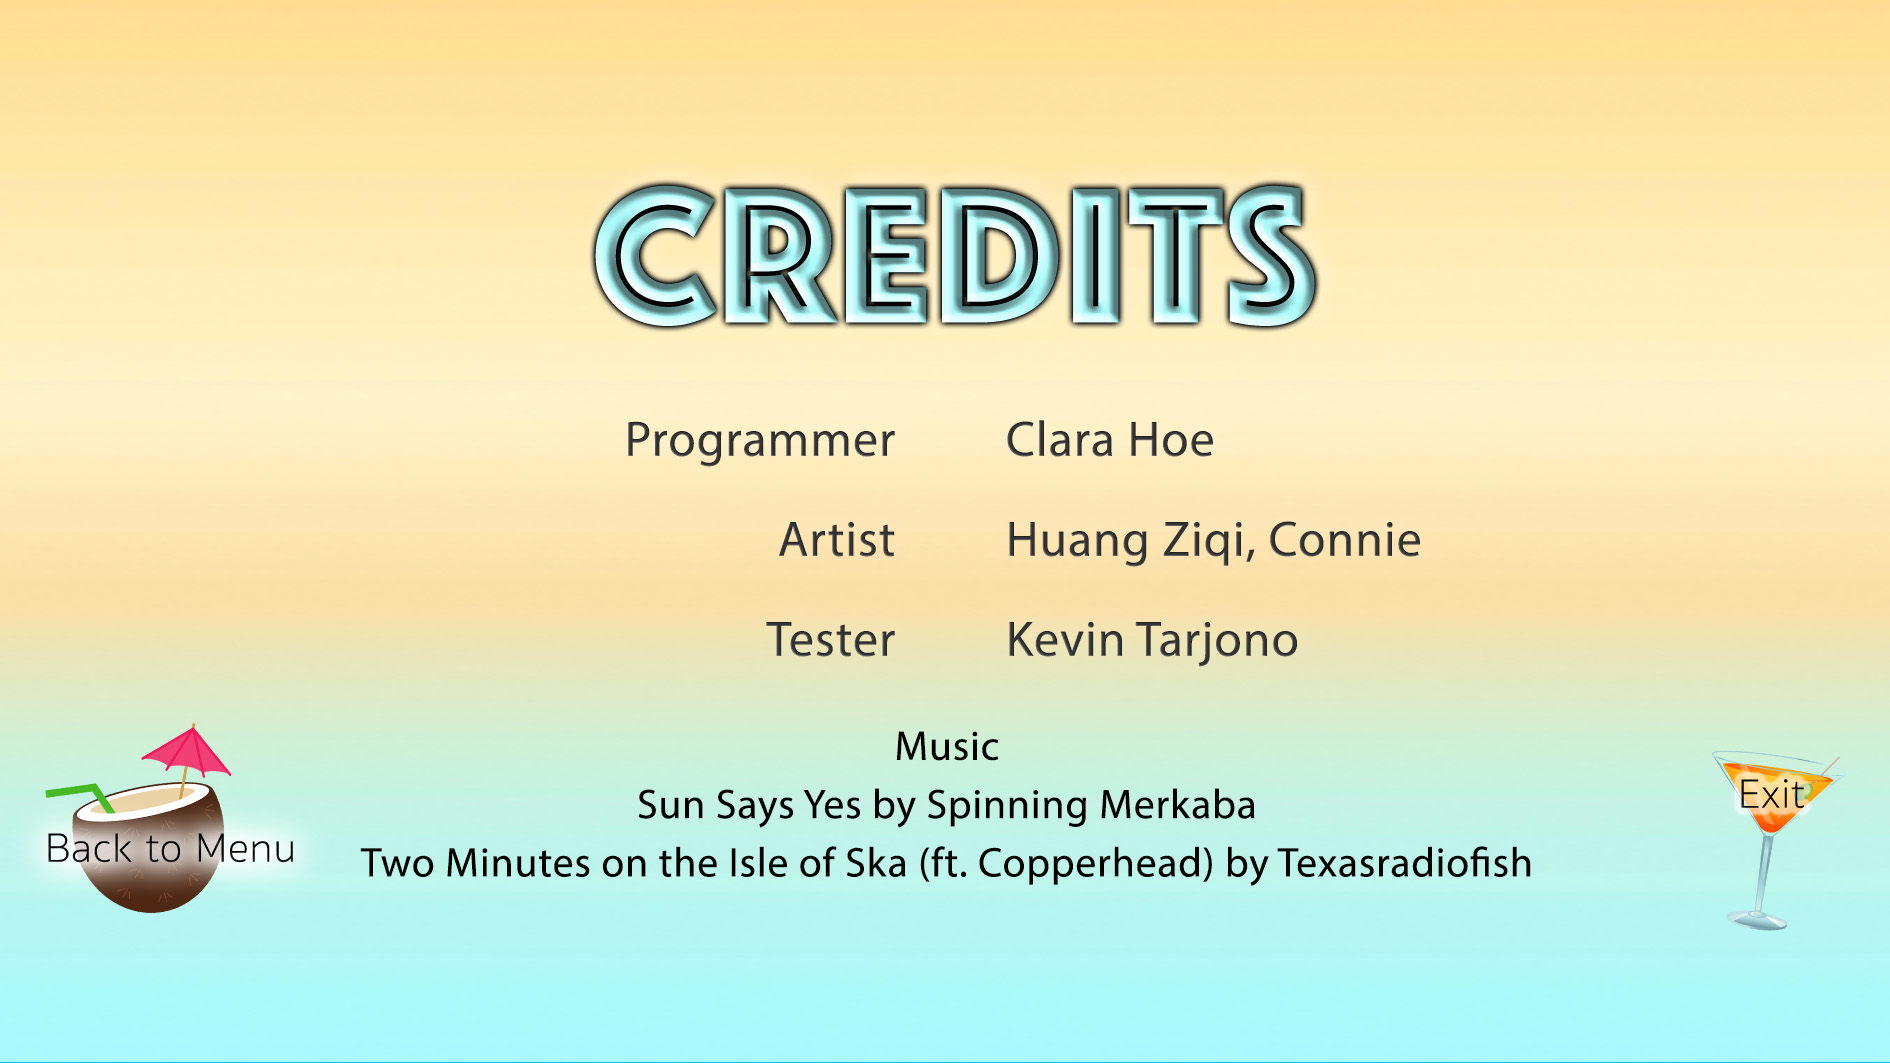 CREDITS
Programmer Clara Hoe
Artist Huang Ziqi, Connie
Tester Kevin Tarjono
Music
Sun Says Yes by Spinning Merkaba
Two Minutes on the Isle of Ska (ft. Copperhead) by Texasradiofish
Back to Menu
Exit